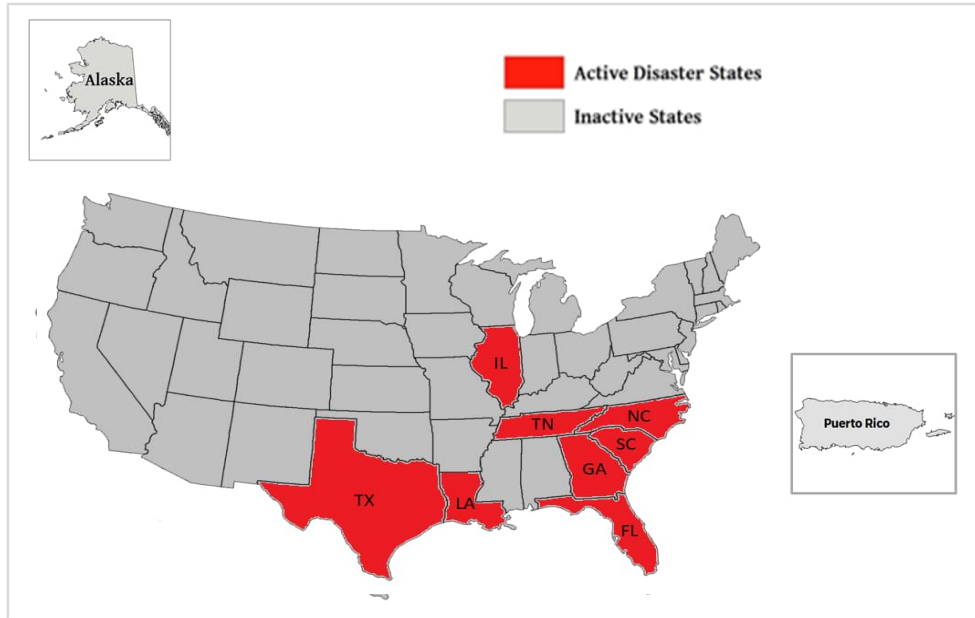 Alaska
Active Disaster States
Inactive States
IL
TN
NC
SC
GA
TX
LA
FL
Puerto Rico